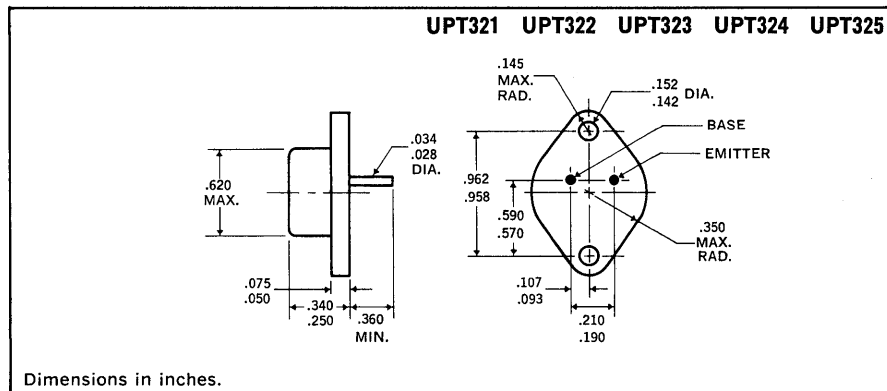 UPT321 UPT322 UPT323 UPT324 UPT325
.145
MAX.
RAD.
.152
.142 DIA.
BASE
EMITTER
.034
.028
DIA.
.620
MAX.
.962
.958
.590
.570
.350
MAX.
RAD.
.075
.050
.340
.250
.360
MIN.
.107
.093
.210
.190
Dimensions in inches.